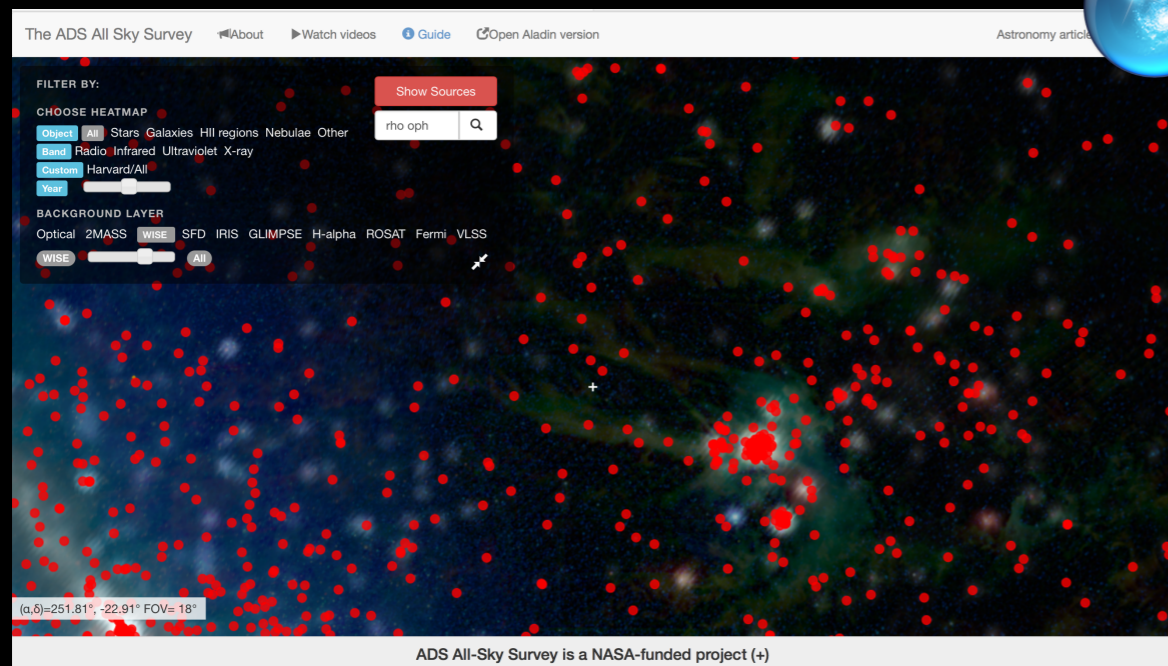 The ADS All Sky Survey About Watch videos Guide Open Aladin version Astronomy article
FILTER BY:
Show Sources
CHOOSE HEATMAP
rho oph
Object All Stars Galaxies HII regions Nebulae Other
Band Radio Infrared Ultraviolet X-ray
Custom Harvard/All
Year
BACKGROUND LAYER
Optical 2MASS WISE SFD IRIS GLIMPSE H-alpha ROSAT Fermi VLSS
WISE All
(α,δ)=251.81°, -22.91° FOV= 18°
ADS All-Sky Survey is a NASA-funded project (+)